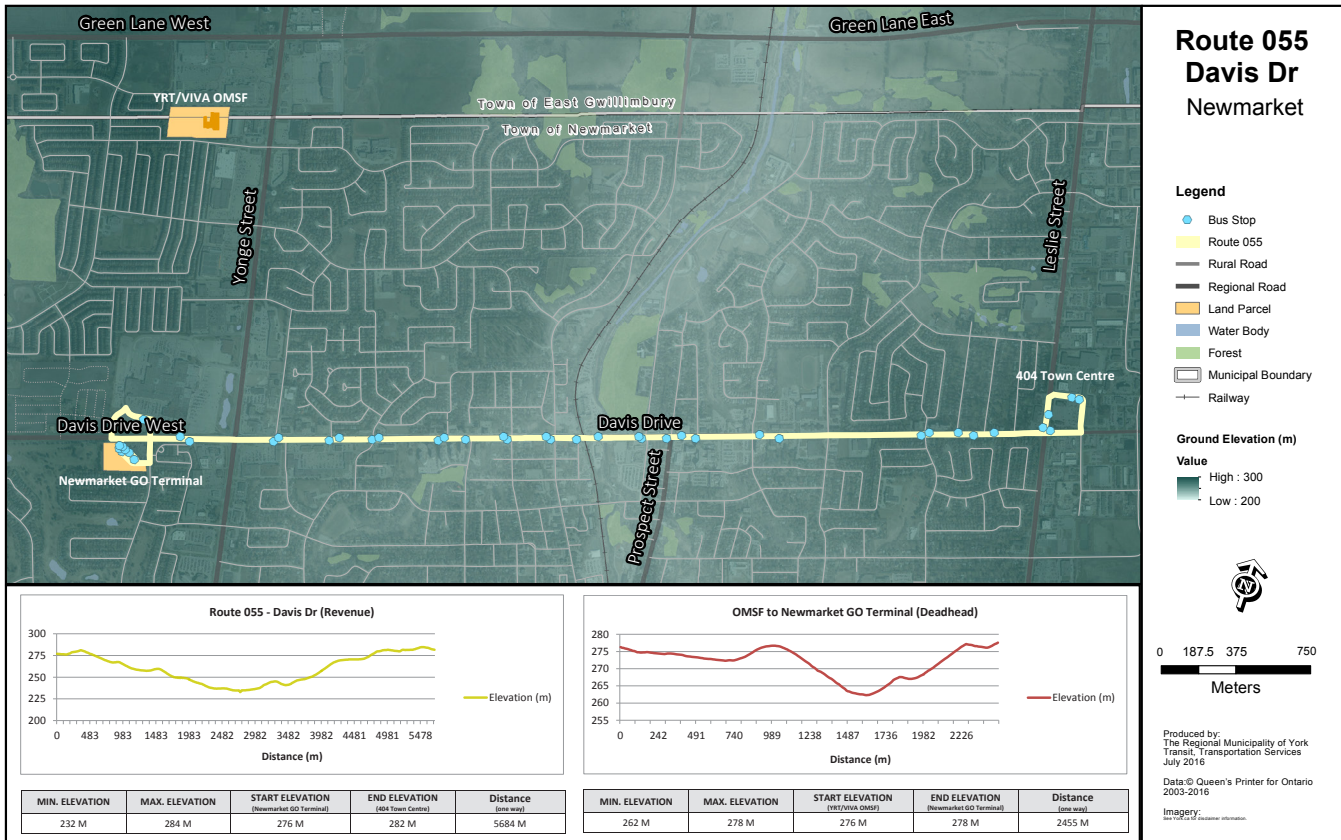 Green Lane West
Green Lane East
YRT/VIVA OMSF
Town of East Gwillimbury
Town of Newmarket
Yonge Street
Leslie Street
404 Town Centre
Davis Drive West
Davis Drive
Newmarket GO Terminal
Prospect Street
Route 055
Davis Dr
Newmarket
Legend
Bus Stop
Route 055
Rural Road
Regional Road
Land Parcel
Water Body
Forest
Municipal Boundary
Railway
Ground Elevation (m)
Value
High : 300
Low : 200
N
0 187.5 375 750
Meters
Produced by:
The Regional Municipality of York
Transit, Transportation Services
July 2016
Data:© Queen's Printer for Ontario
2003-2016
Imagery:
See York.ca for disclaimer information.
Route 055 - Davis Dr (Revenue)
300
275
250
225
200
0 483 983 1483 1983 2482 2982 3482 3982 4481 4981 5478
Distance (m)
Elevation (m)
MIN. ELEVATION MAX. ELEVATION START ELEVATION (Newmarket GO Terminal) END ELEVATION (404 Town Centre) Distance (one way)
232 M 284 M 276 M 282 M 5684 M
OMSF to Newmarket GO Terminal (Deadhead)
280
275
270
265
260
255
0 242 491 740 989 1238 1487 1736 1982 2226
Distance (m)
Elevation (m)
MIN. ELEVATION MAX. ELEVATION START ELEVATION (YRT/VIVA OMSF) END ELEVATION (Newmarket GO Terminal) Distance (one way)
262 M 278 M 276 M 278 M 2455 M